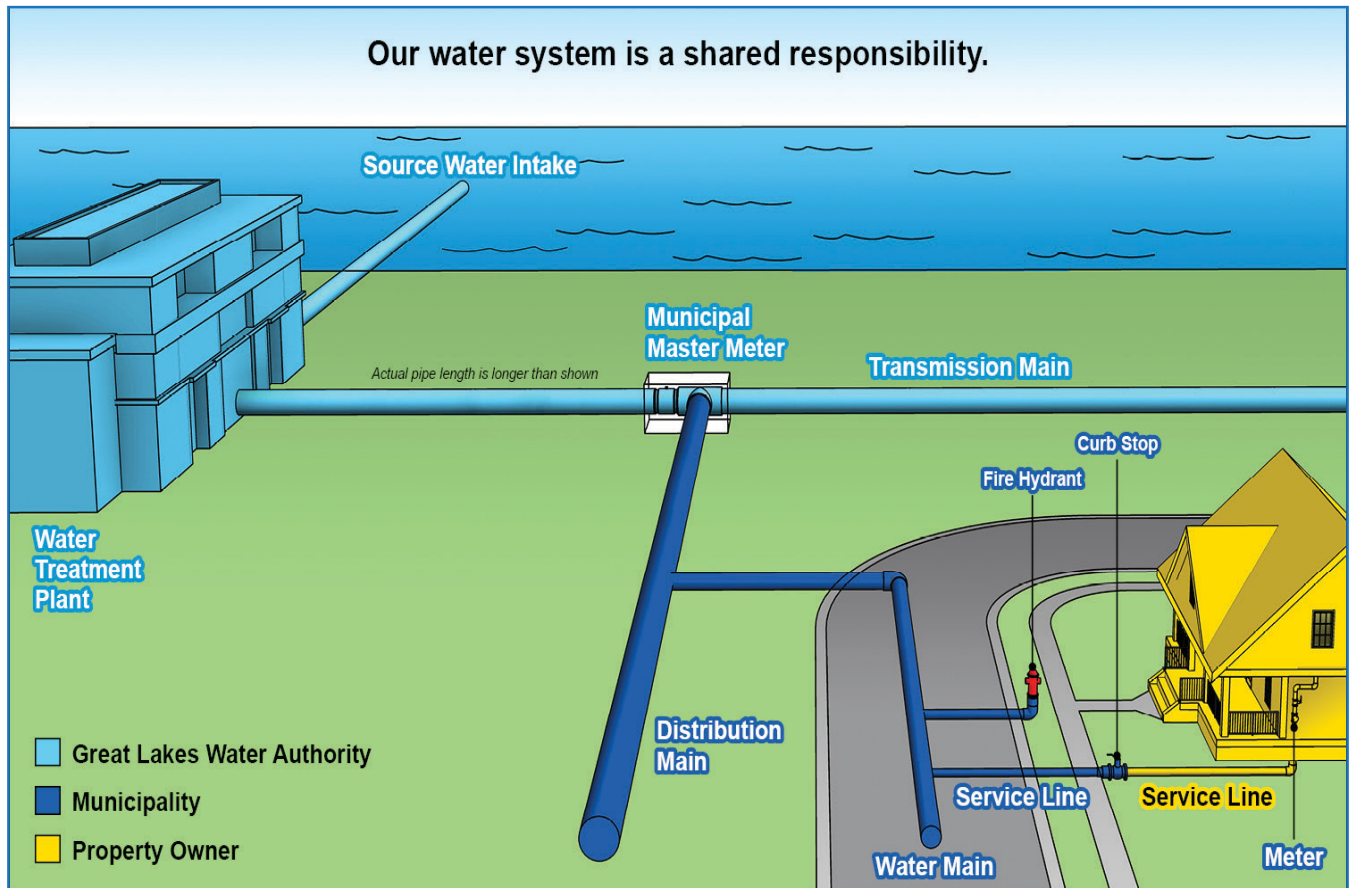 Our water system is a shared responsibility.
Source Water Intake
Municipal
Master Meter
Transmission Main
Actual pipe length is longer than shown
Curb Stop
Fire Hydrant
Water
Treatment
Plant
Distribution
Main
Service Line
Service Line
Water Main
Meter
Great Lakes Water Authority
Municipality
Property Owner